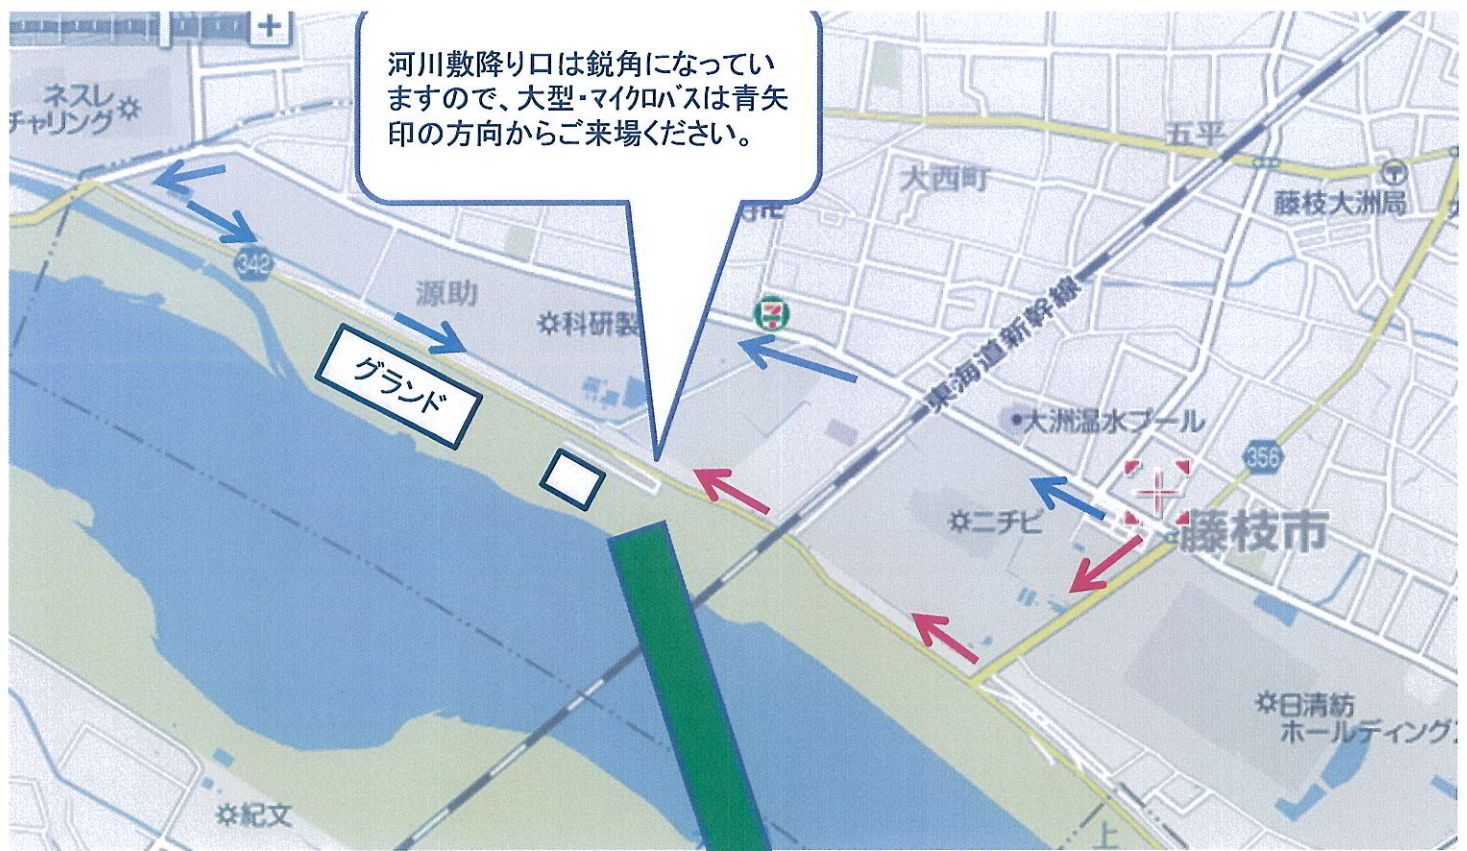 河川敷降り口は鋭角になってい
ますので、大型・マイクロバスは青矢
印の方向からご来場ください。
ネスレ
チャリング
五平
大西町
藤枝大洲局
342
源助
科研製
東海道新幹線
グランド
大洲温水プール
356
ニチビ
藤枝市
日清紡
ホールディング
紀文
上